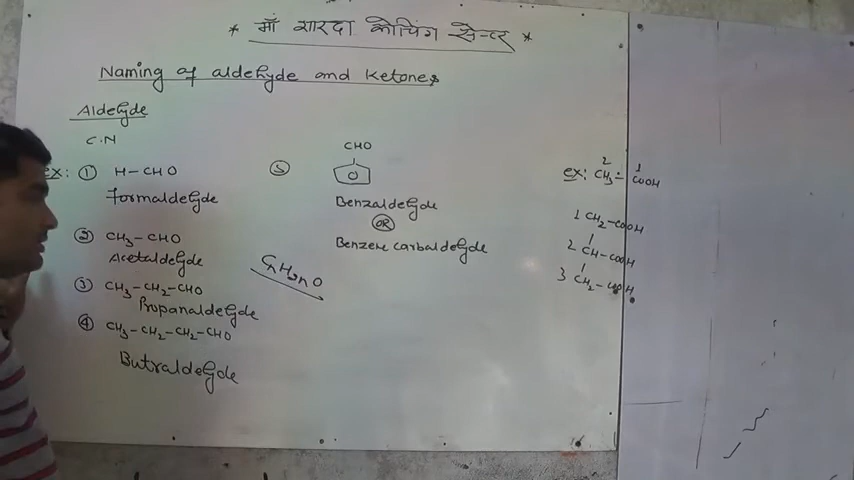 * माँ शारदा कोचिंग सेन्टर *
Naming of aldehyde and Ketones
Aldehyde
C.N
ex: ① H-CHO
Formaldehyde
② CH3-CHO
Acetaldehyde
③ CH3-CH2-CHO
Propanaldehyde
④ CH3-CH2-CH2-CHO
Butraldehyde
⑤ CHO
Benzaldehyde
OR
Benzene carbaldehyde
CnH2nO
ex: 2 1
CH3= COOH
1 CH2-COOH
2 CH-COOH
3 CH2-COOH